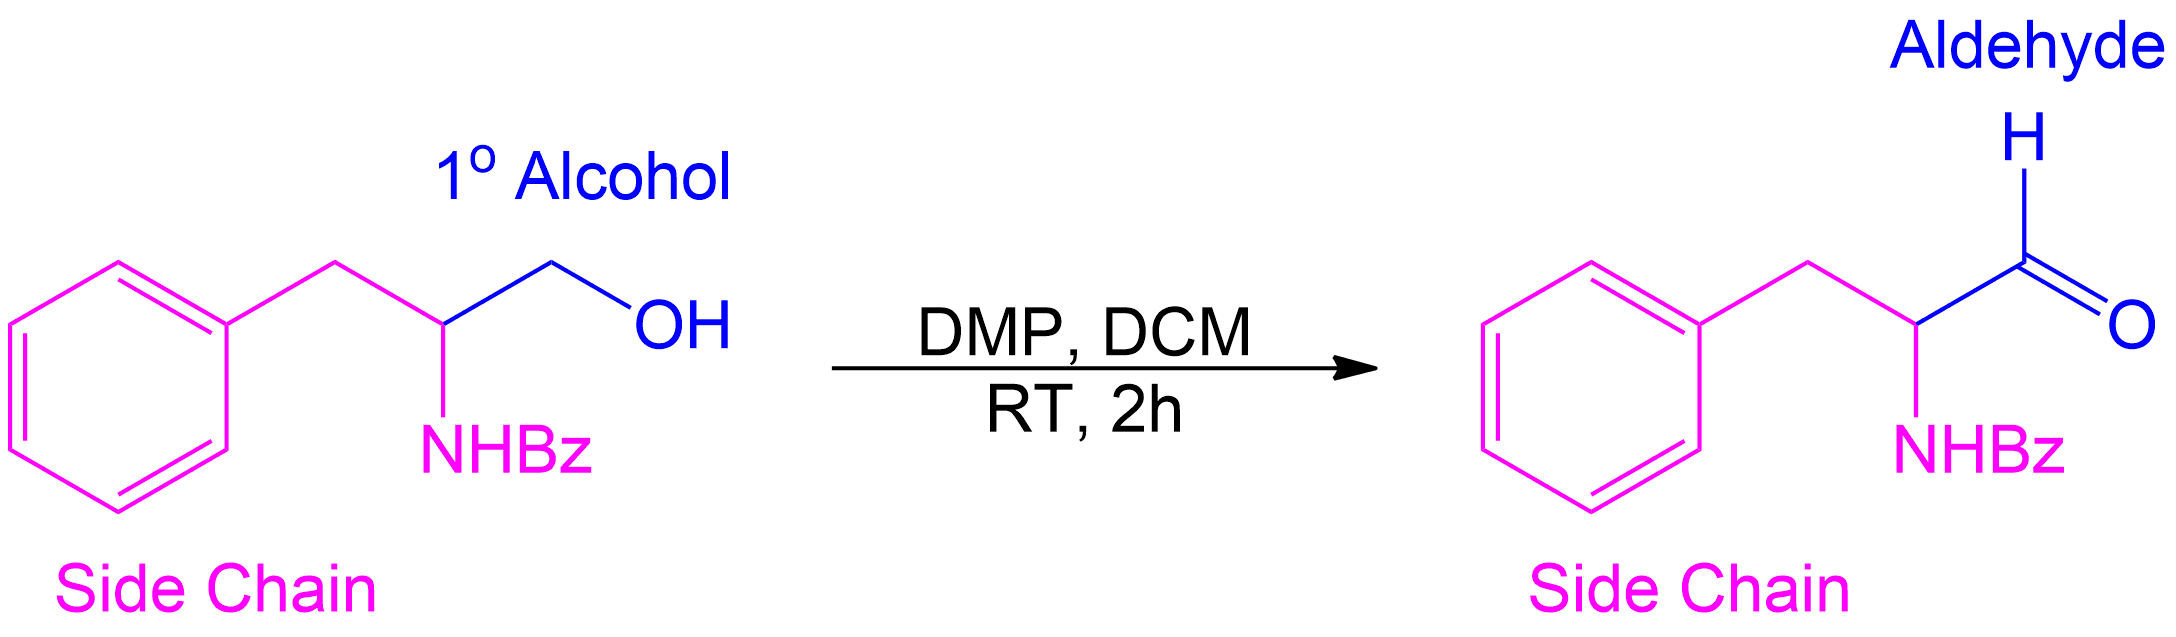 Aldehyde
H
1° Alcohol
OH
O
DMP, DCM
RT, 2h
NHBz
NHBz
Side Chain
Side Chain